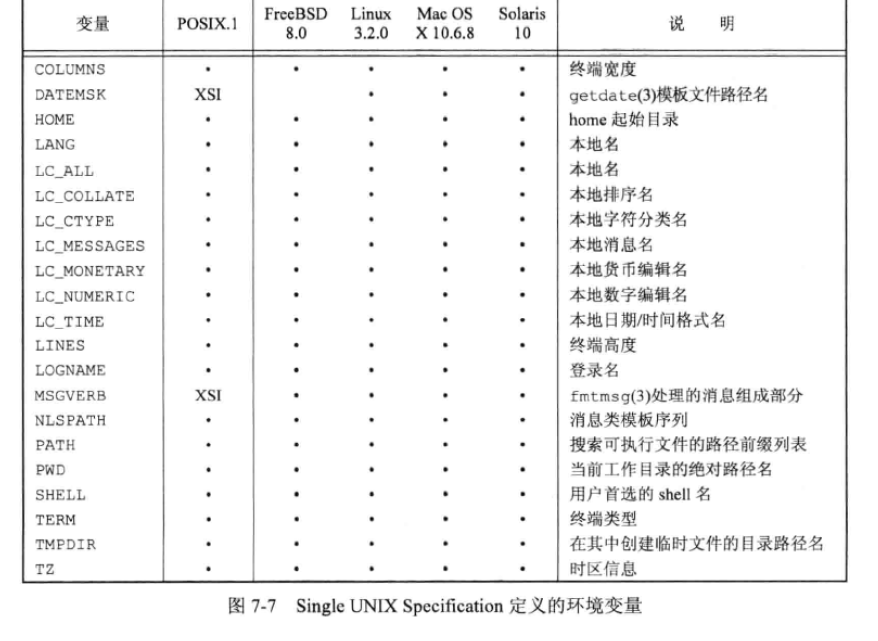 变量 POSIX.1 FreeBSD 8.0 Linux 3.2.0 Mac OS X 10.6.8 Solaris 10 说 明
COLUMNS • • • • • 终端宽度
DATEMSK XSI • • • getdate(3)模板文件路径名
HOME • • • • • home 起始目录
LANG • • • • • 本地名
LC_ALL • • • • • 本地名
LC_COLLATE • • • • • 本地排序名
LC_CTYPE • • • • • 本地字符分类名
LC_MESSAGES • • • • • 本地消息名
LC_MONETARY • • • • • 本地货币编辑名
LC_NUMERIC • • • • • 本地数字编辑名
LC_TIME • • • • • 本地日期/时间格式名
LINES • • • • • 终端高度
LOGNAME • • • • • 登录名
MSGVERB XSI • • • • fmtmsg(3)处理的消息组成部分
NLSPATH • • • • • 消息类模板序列
PATH • • • • • 搜索可执行文件的路径前缀列表
PWD • • • • • 当前工作目录的绝对路径名
SHELL • • • • • 用户首选的 shell 名
TERM • • • • • 终端类型
TMPDIR • • • • • 在其中创建临时文件的目录路径名
TZ • • • • • 时区信息
图 7-7 Single UNIX Specification 定义的环境变量